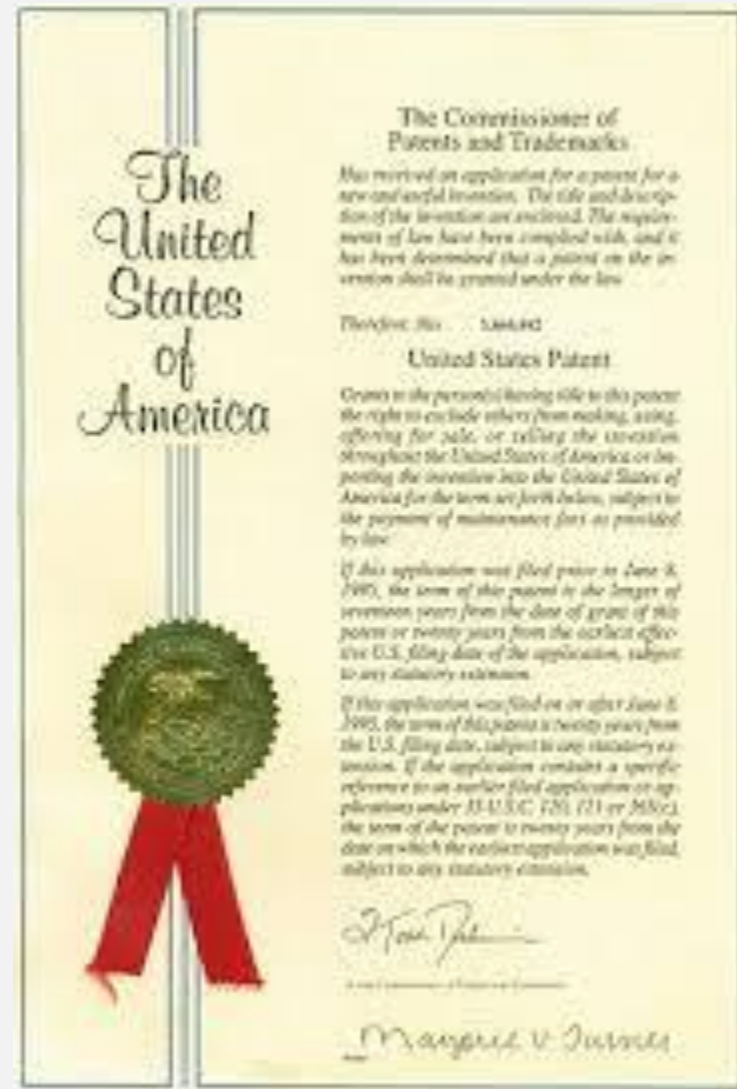 The
United
States
of
America
The Commissioner of
Patents and Trademarks
Has received an application for a patent for a
new and useful invention. The title and descrip-
tion of the invention are enclosed. The require-
ments of law have been complied with, and it
has been determined that a patent on the in-
vention shall be granted under the law.
Therefore, this
United States Patent
Grants to the person(s) having title to this patent
the right to exclude others from making, using,
offering for sale, or selling the invention
throughout the United States of America or im-
porting the invention into the United States of
America for the term set forth below, subject to
the payment of maintenance fees as provided
by law.
If this application was filed prior to June 8,
1995, the term of this patent is the longer of
seventeen years from the date of grant of this
patent or twenty years from the earliest effec-
tive U.S. filing date of the application, subject
to any statutory extension.
If this application was filed on or after June 8,
1995, the term of this patent is twenty years from
the U.S. filing date, subject to any statutory ex-
tension. If the application contains a specific
reference to an earlier filed application or ap-
plications under 35 U.S.C. 120, 121 or 365(c),
the term of the patent is twenty years from the
date on which the earliest application was filed,
subject to any statutory extension.
Marjorie V. Turner